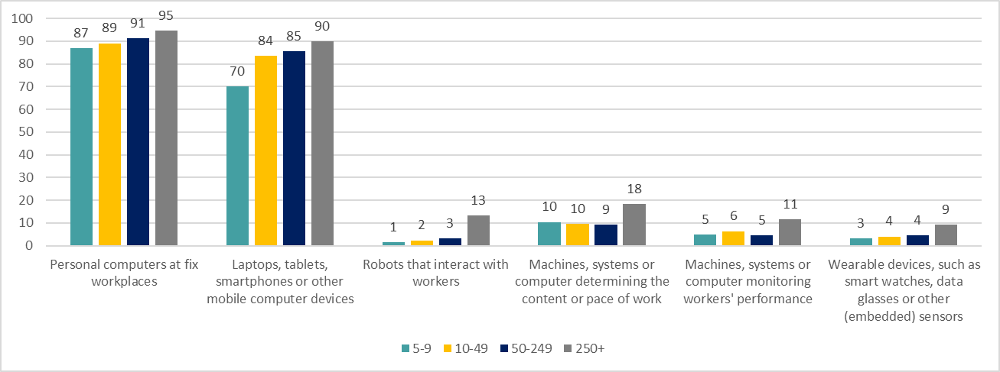 100
90
80
70
60
50
40
30
20
10
0
87 89 91 95
70 84 85 90
1 2 3 13
10 10 9 18
5 6 5 11
3 4 4 9
Personal computers at fix
workplaces
Laptops, tablets,
smartphones or other
mobile computer devices
Robots that interact with
workers
Machines, systems or
computer determining the
content or pace of work
Machines, systems or
computer monitoring
workers' performance
Wearable devices, such as
smart watches, data
glasses or other
(embedded) sensors
5-9 10-49 50-249 250+